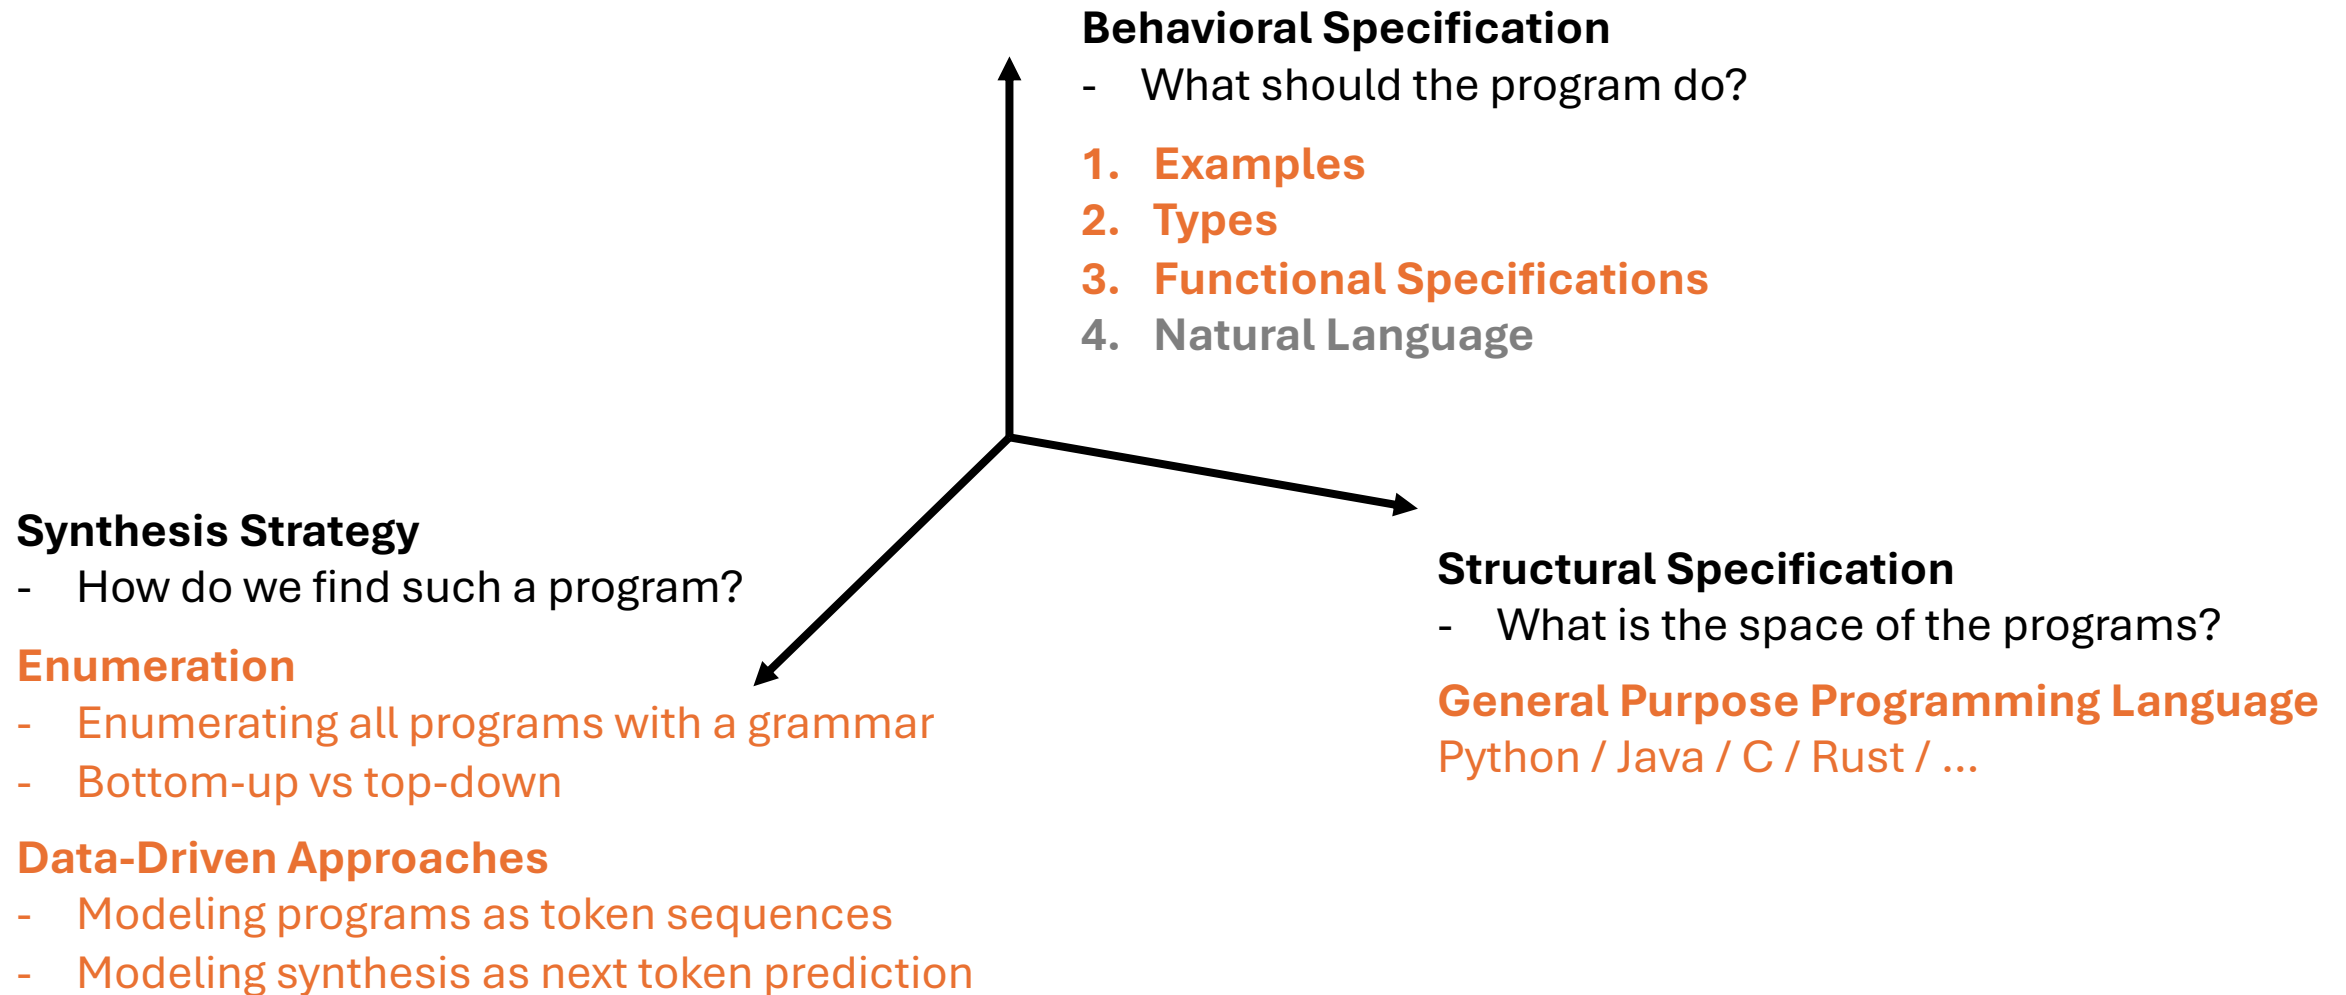 Behavioral Specification
- What should the program do?
1. Examples
2. Types
3. Functional Specifications
4. Natural Language
Synthesis Strategy
- How do we find such a program?
Enumeration
- Enumerating all programs with a grammar
- Bottom-up vs top-down
Data-Driven Approaches
- Modeling programs as token sequences
- Modeling synthesis as next token prediction
Structural Specification
- What is the space of the programs?
General Purpose Programming Language
Python / Java / C / Rust / …